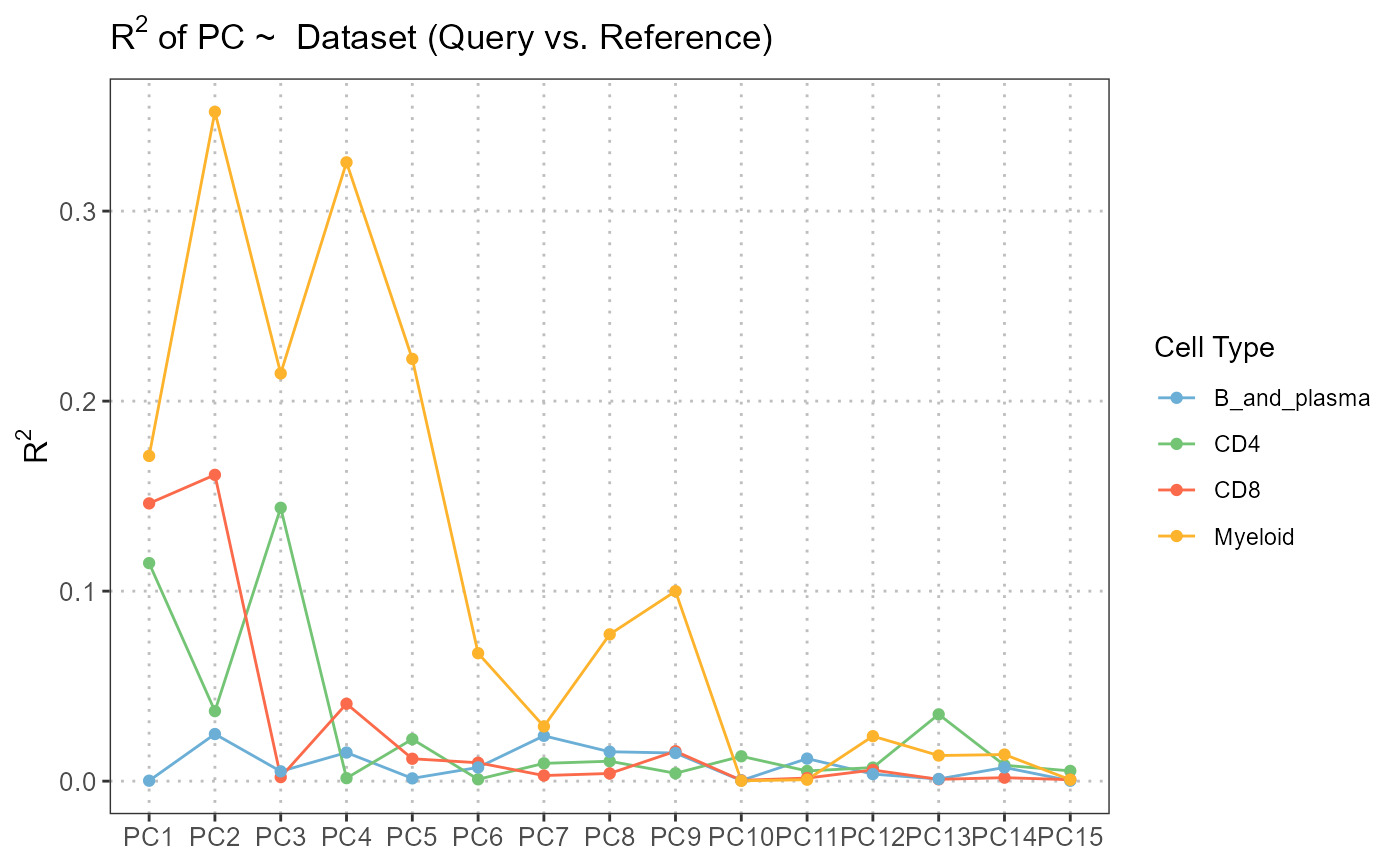 R² of PC ~  Dataset (Query vs. Reference)
R²
0.3
0.2
0.1
0.0
PC1 PC2 PC3 PC4 PC5 PC6 PC7 PC8 PC9 PC10 PC11 PC12 PC13 PC14 PC15
Cell Type
B_and_plasma
CD4
CD8
Myeloid